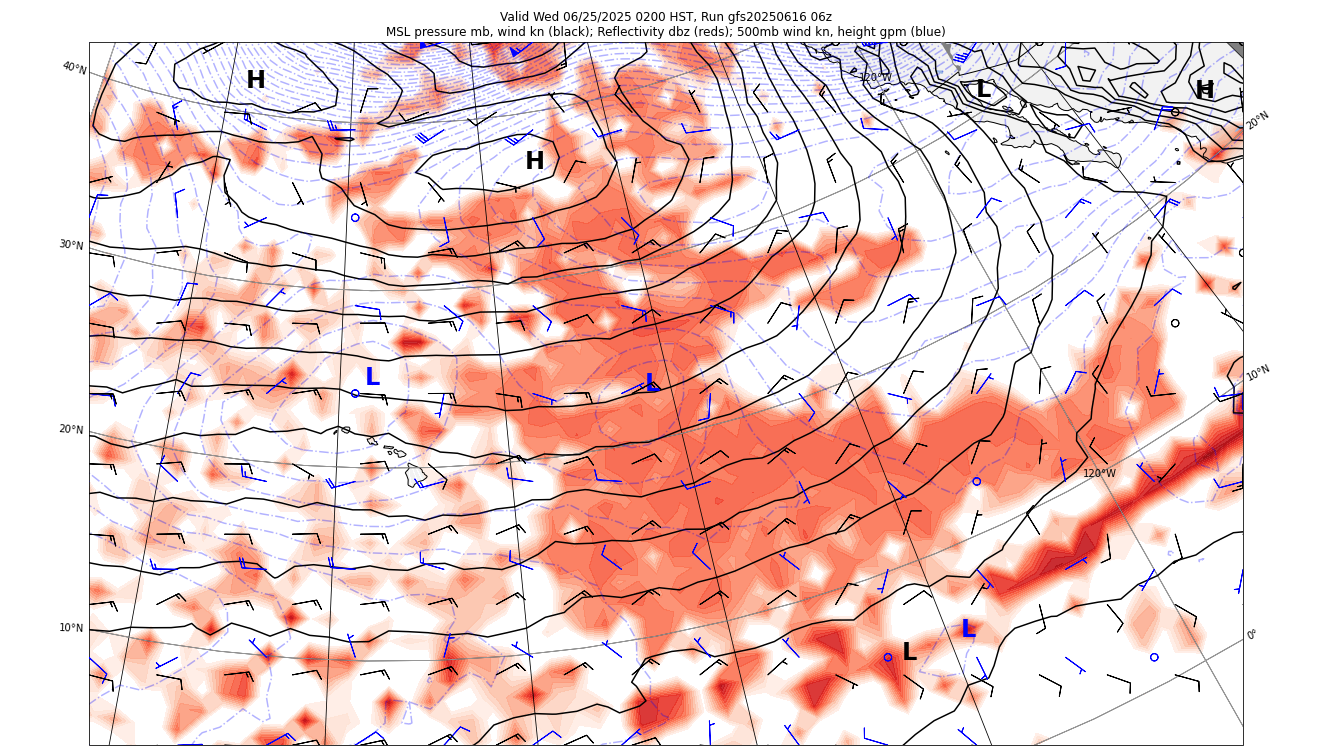 Valid Wed 06/25/2025 0200 HST, Run gfs20250616 06z
MSL pressure mb, wind kn (black); Reflectivity dbz (reds); 500mb wind kn, height gpm (blue)
40°N
120°W
H
L
H
20°N
H
30°N
10°N
L
L
20°N
120°W
10°N
L
0°
L